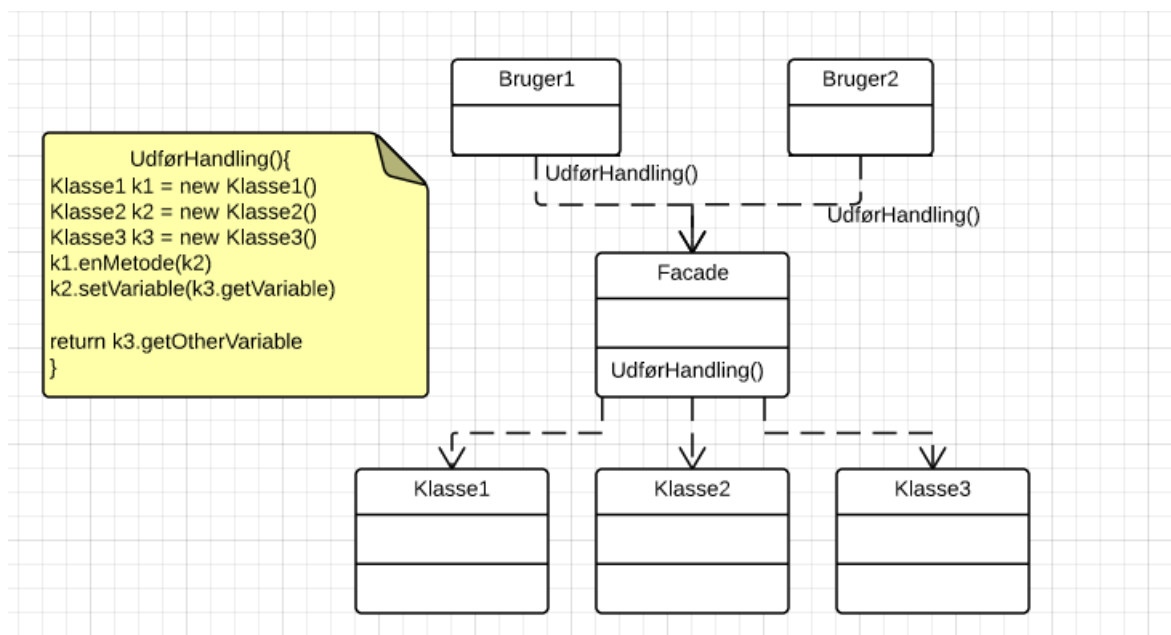 Bruger1
Bruger2
UdførHandling(){
Klasse1 k1 = new Klasse1()
Klasse2 k2 = new Klasse2()
Klasse3 k3 = new Klasse3()
k1.enMetode(k2)
k2.setVariable(k3.getVariable)
return k3.getOtherVariable
}
UdførHandling()
UdførHandling()
Facade
UdførHandling()
Klasse1
Klasse2
Klasse3